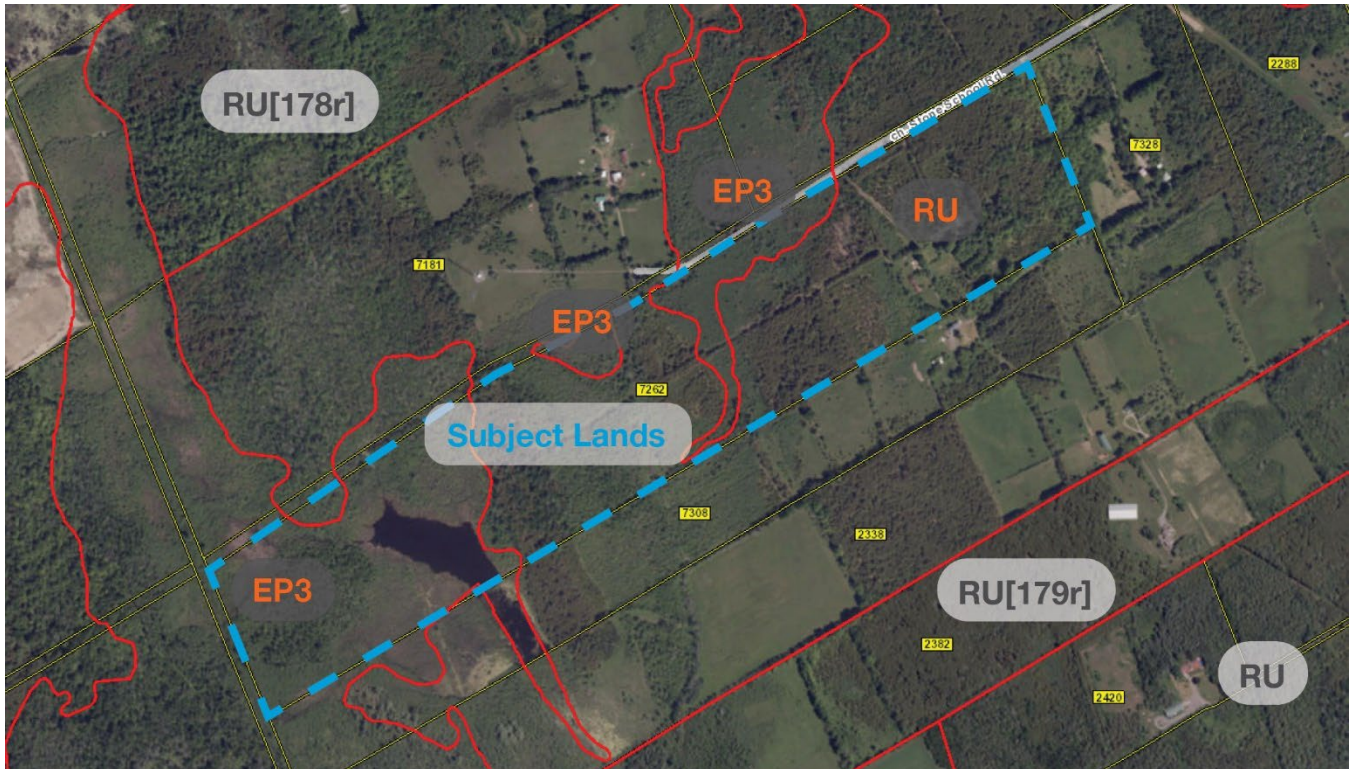 2288
RU[178r]
ch. Stone School Rd.
7328
EP3
RU
7181
EP3
7262
Subject Lands
7308
2338
EP3
RU[179r]
2382
RU
2420